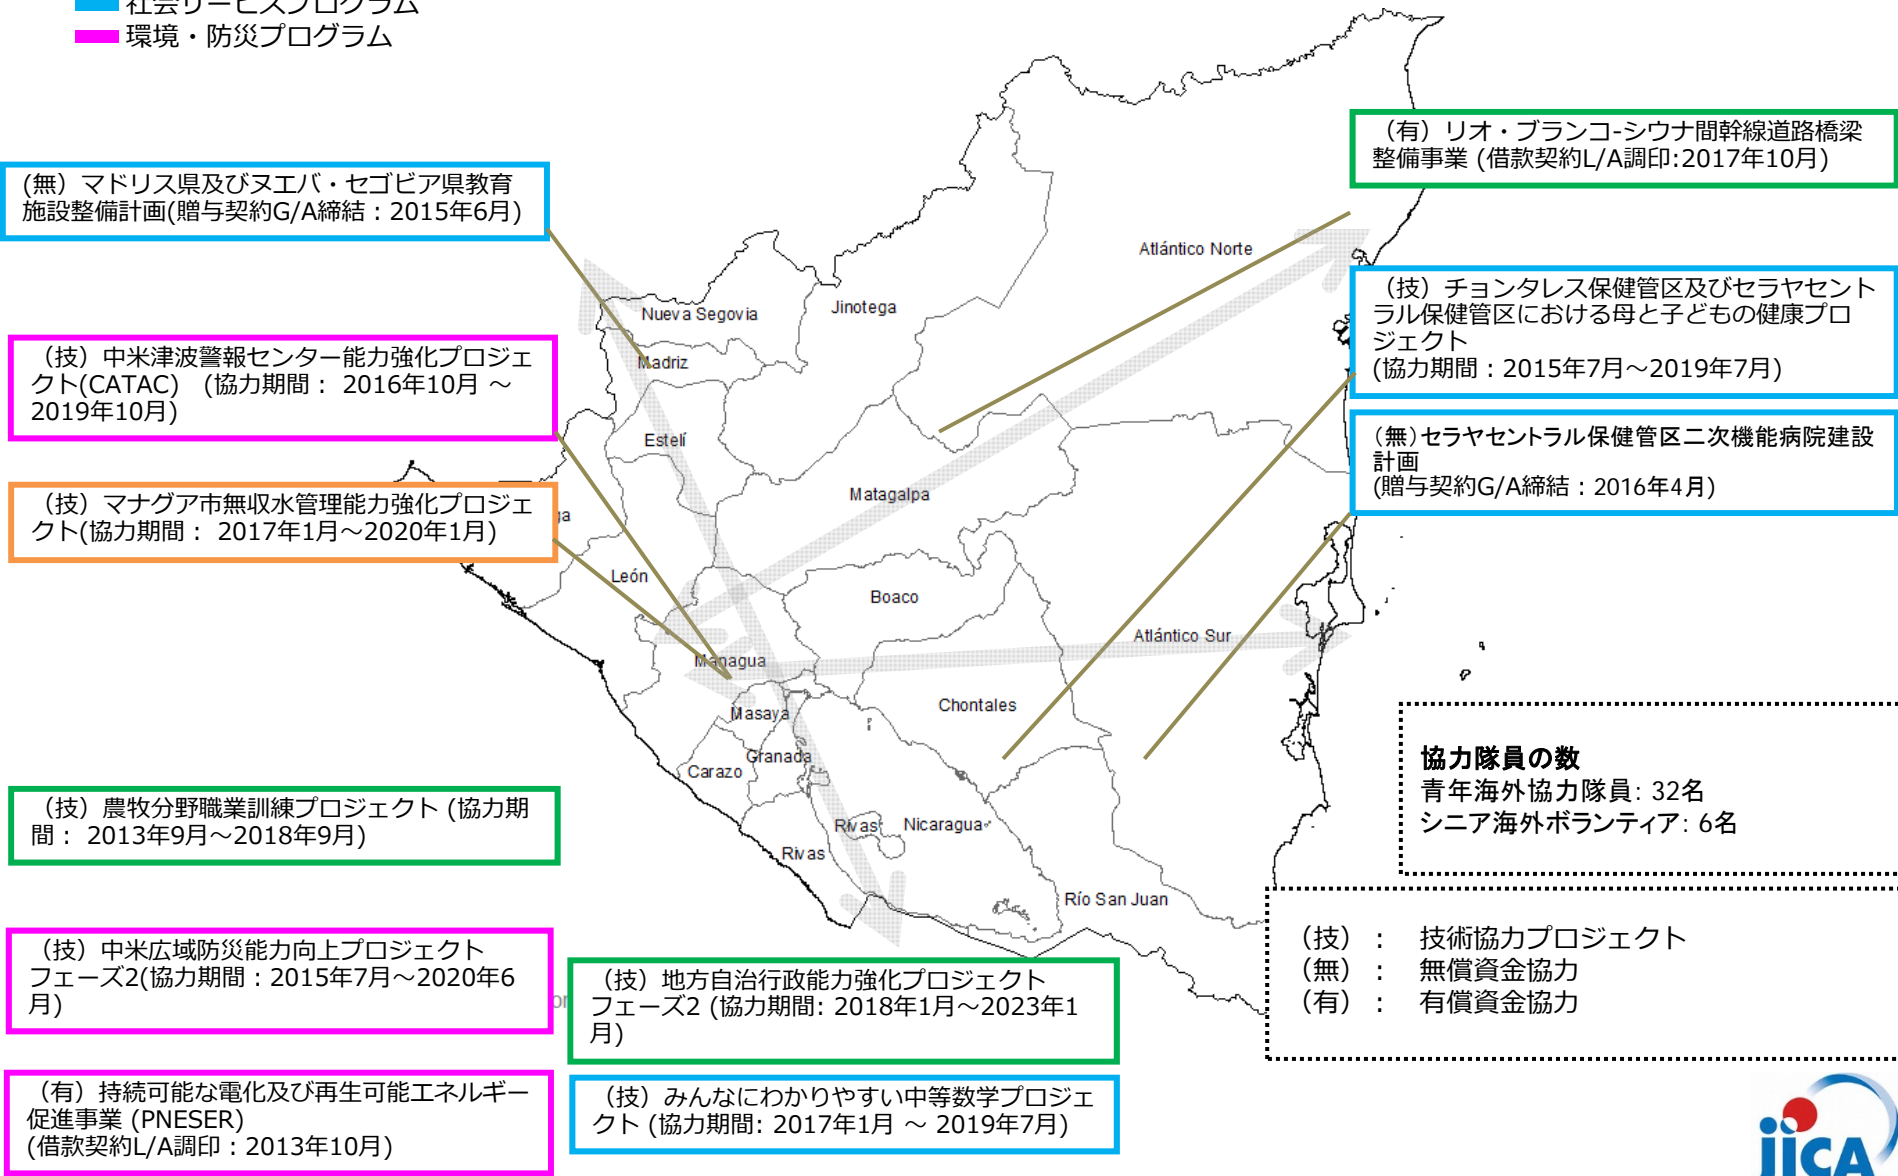 社会サービスプログラム
環境・防災プログラム
(無）マドリス県及びヌエバ・セゴビア県教育
施設整備計画(贈与契約G/A締結：2015年6月)
（技）中米津波警報センター能力強化プロジェ
クト(CATAC) (協力期間： 2016年10月 ～
2019年10月)
（技）マナグア市無収水管理能力強化プロジェ
クト(協力期間： 2017年1月～2020年1月)
（技）農牧分野職業訓練プロジェクト (協力期
間： 2013年9月～2018年9月)
（技）中米広域防災能力向上プロジェクト
フェーズ2(協力期間：2015年7月～2020年6
月)
（有）持続可能な電化及び再生可能エネルギー
促進事業 (PNESER)
(借款契約L/A調印：2013年10月)
（技）地方自治行政能力強化プロジェクト
フェーズ2 (協力期間: 2018年1月～2023年1
月)
（技）みんなにわかりやすい中等数学プロジェ
クト (協力期間: 2017年1月 ～ 2019年7月)
（有）リオ・ブランコ-シウナ間幹線道路橋梁
整備事業 (借款契約L/A調印:2017年10月)
（技）チョンタレス保健管区及びセラヤセント
ラル保健管区における母と子どもの健康プロ
ジェクト
(協力期間：2015年7月～2019年7月)
（無）セラヤセントラル保健管区二次機能病院建設
計画
(贈与契約G/A締結：2016年4月)
Atlántico Norte
Jinotega
Nueva Segovia
Madriz
Estelí
Matagalpa
ga
León
Boaco
Atlántico Sur
Managua
Chontales
Masaya
Granada
Carazo
Rivas
Nicaragua
Rivas
Río San Juan
or
協力隊員の数
青年海外協力隊員: 32名
シニア海外ボランティア: 6名
（技）： 技術協力プロジェクト
（無）： 無償資金協力
（有）： 有償資金協力
jica